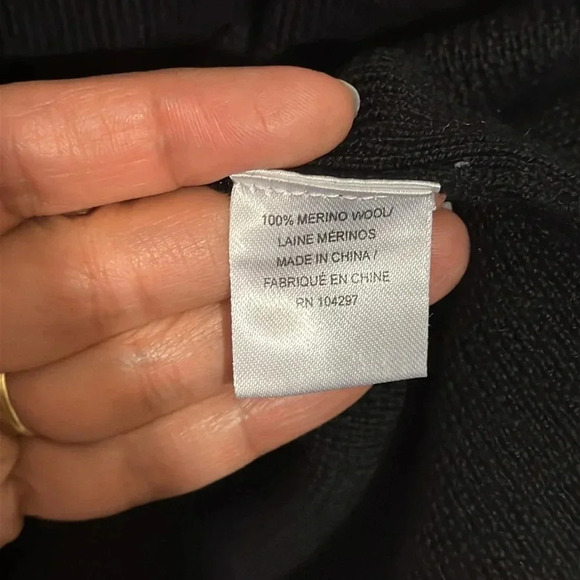 100% MERINO WOOL/
LAINE MÉRINOS
MADE IN CHINA /
FABRIQUÉ EN CHINE
RN 104297